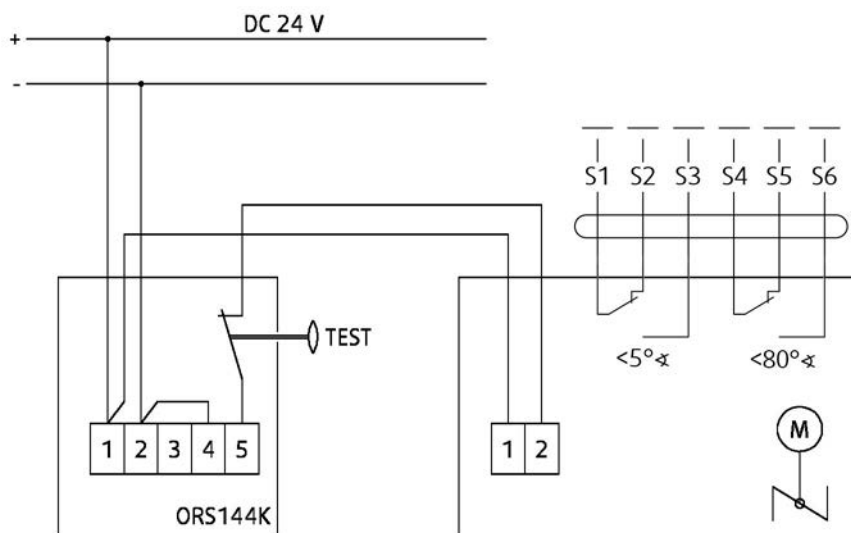 DC 24 V
+
-
S1 S2 S3 S4 S5 S6
TEST
<5°∢ <80°∢
1 2 3 4 5
1 2
M
ORS144K